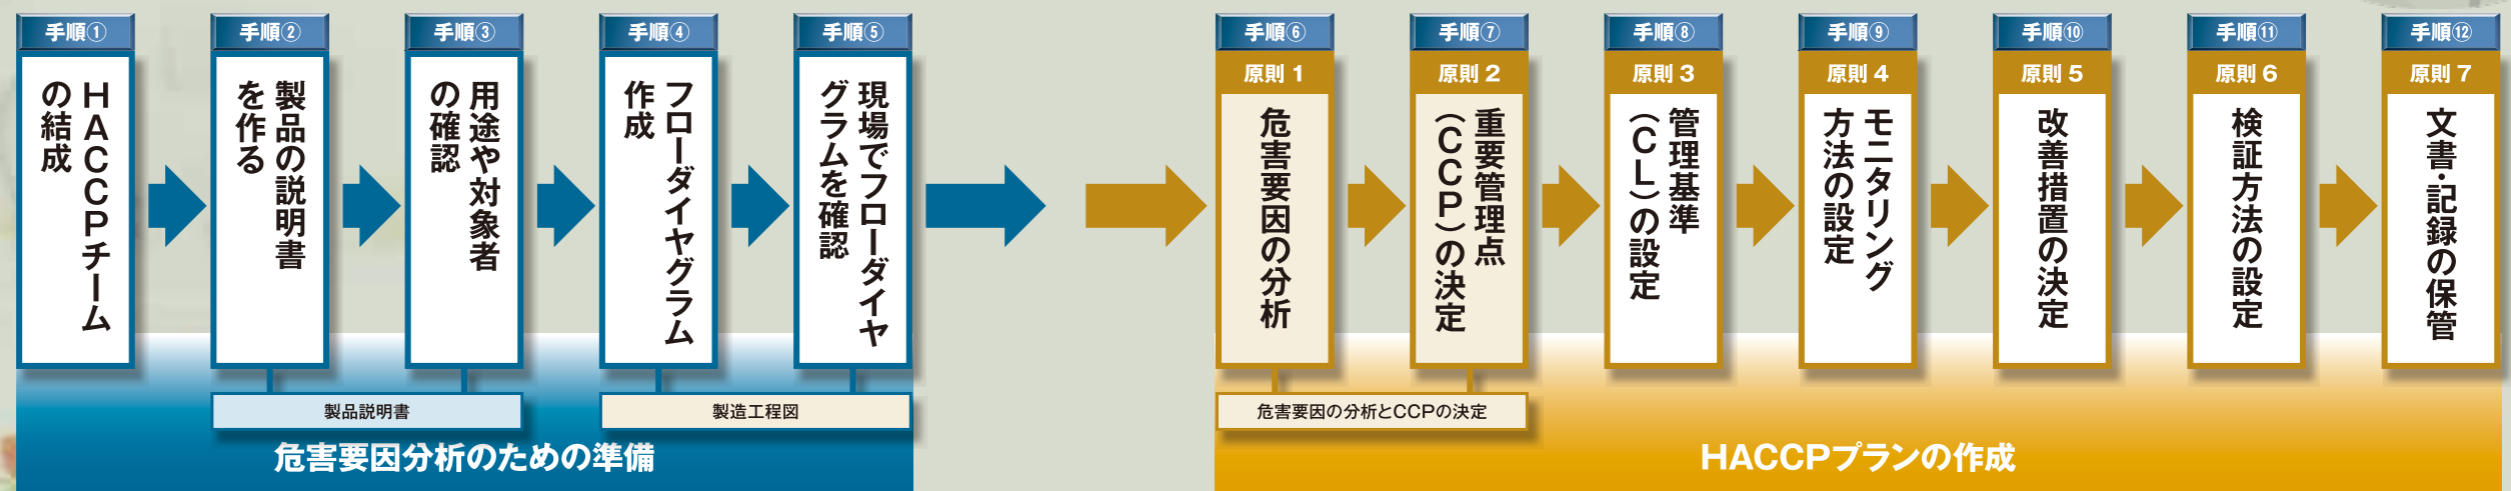 手順①
HACCPチーム
の結成
手順②
製品の説明書
を作る
手順③
用途や対象者
の確認
手順④
フローダイヤグラム
作成
手順⑤
現場でフローダイヤ
グラムを確認
製品説明書
製造工程図
危害要因分析のための準備
手順⑥
原則 1
危害要因の分析
手順⑦
原則 2
重要管理点
（CCP）の決定
手順⑧
原則 3
管理基準
（CL）の設定
手順⑨
原則 4
モニタリング
方法の設定
手順⑩
原則 5
改善措置の決定
手順⑪
原則 6
検証方法の設定
手順⑫
原則 7
文書・記録の保管
危害要因の分析とCCPの決定
HACCPプランの作成